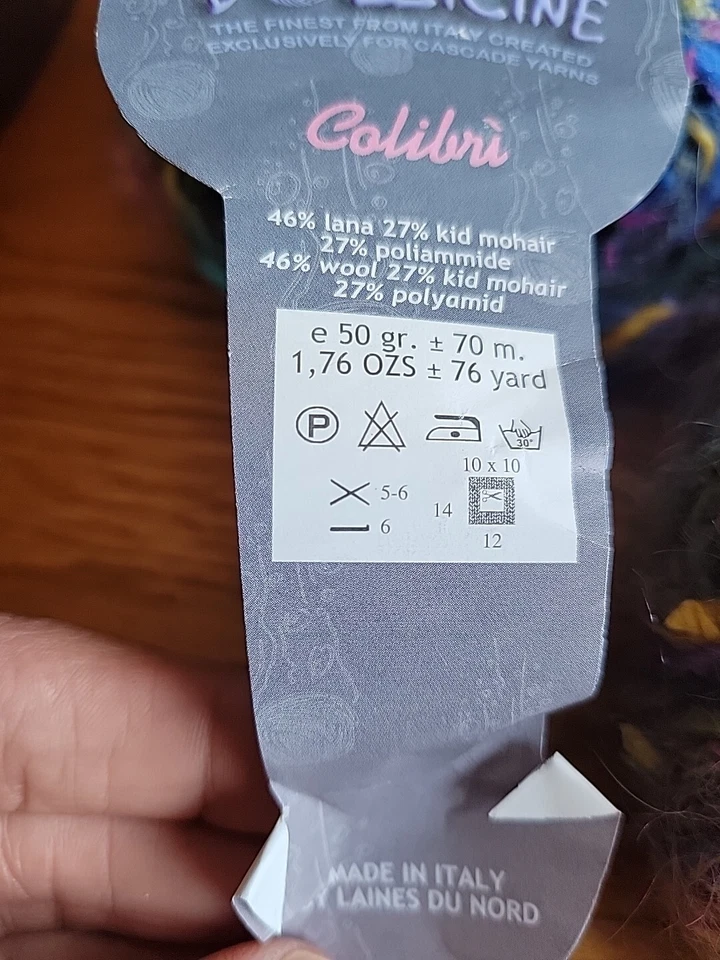 THE FINEST FROM ITALY CREATED
EXCLUSIVELY FOR CASCADE YARNS
Colibrì
46% lana 27% kid mohair
27% poliammide
46% wool 27% kid mohair
27% polyamid
e 50 gr. ± 70 m.
1,76 OZS ± 76 yard
P
30°
10 x 10
5-6
14
6
12
MADE IN ITALY
LAINES DU NORD